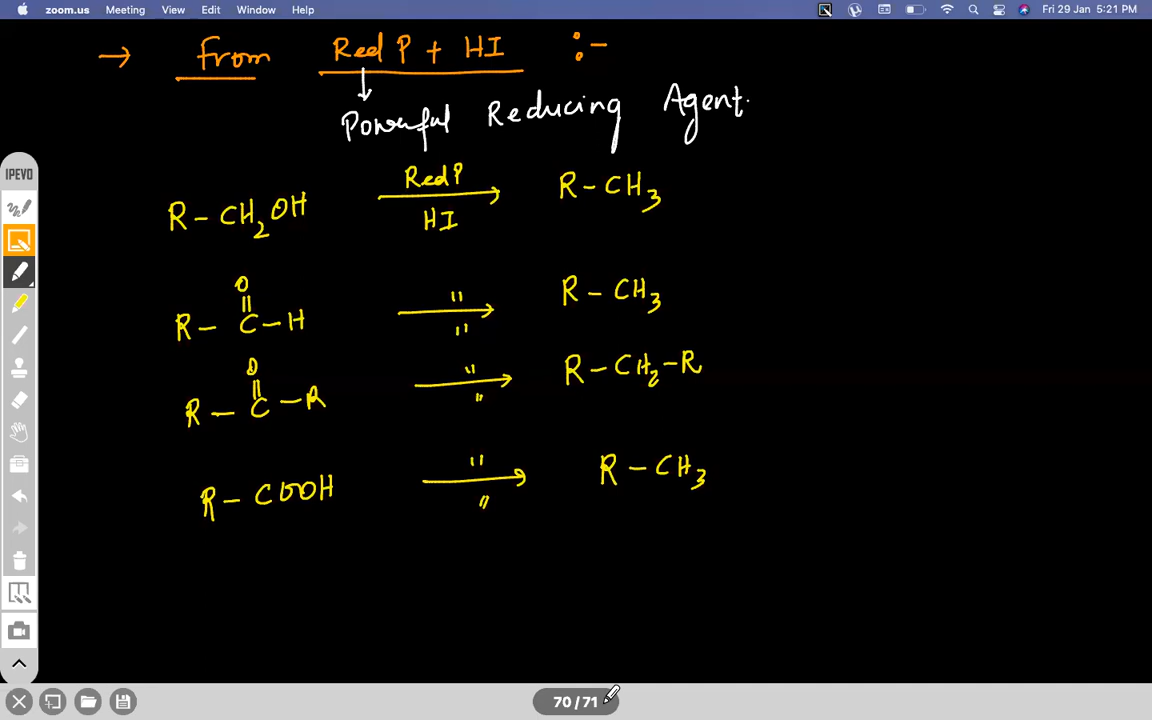 zoom.us Meeting View Edit Window Help Fri 29 Jan 5:21 PM
→ From Red P + HI :-
Powerful Reducing Agent.
IPEVO
R - CH2OH Red P HI → R - CH3
O
R - C - H " " → R - CH3
O
R - C - R " " → R - CH2 - R
R - COOH " " → R - CH3
70 / 71